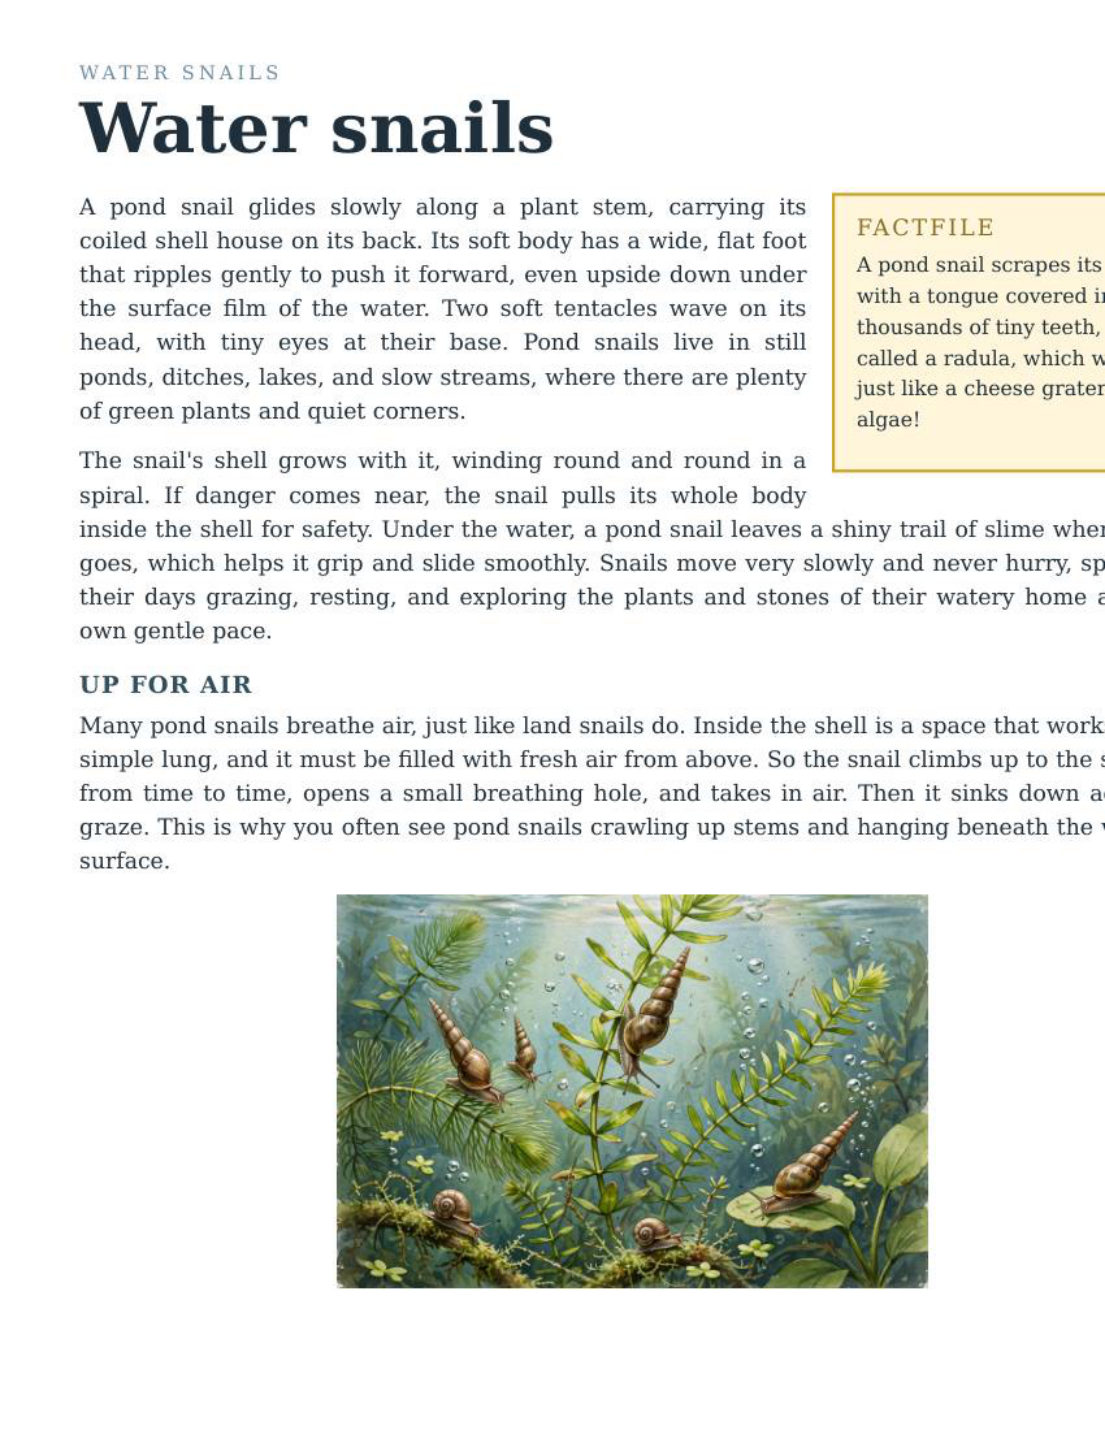 WATER SNAILS
Water snails
A pond snail glides slowly along a plant stem, carrying its
coiled shell house on its back. Its soft body has a wide, flat foot
that ripples gently to push it forward, even upside down under
the surface film of the water. Two soft tentacles wave on its
head, with tiny eyes at their base. Pond snails live in still
ponds, ditches, lakes, and slow streams, where there are plenty
of green plants and quiet corners.
FACTFILE
A pond snail scrapes its
with a tongue covered
thousands of tiny teeth,
called a radula, which
just like a cheese grater
algae!
The snail's shell grows with it, winding round and round in a
spiral. If danger comes near, the snail pulls its whole body
inside the shell for safety. Under the water, a pond snail leaves a shiny trail of slime
goes, which helps it grip and slide smoothly. Snails move very slowly and never hurry,
their days grazing, resting, and exploring the plants and stones of their watery home
own gentle pace.
UP FOR AIR
Many pond snails breathe air, just like land snails do. Inside the shell is a space that
simple lung, and it must be filled with fresh air from above. So the snail climbs up to the
from time to time, opens a small breathing hole, and takes in air. Then it sinks down
graze. This is why you often see pond snails crawling up stems and hanging beneath the
surface.